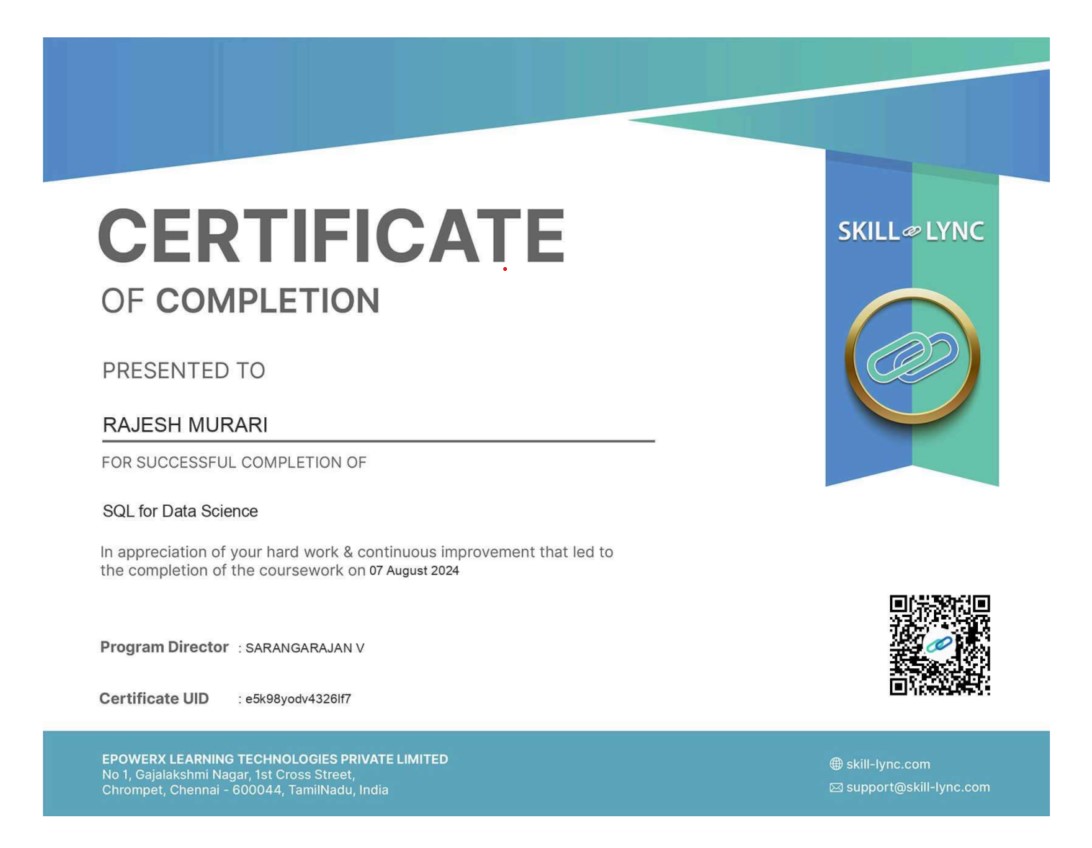 SKILL LYNC
CERTIFICATE
OF COMPLETION
PRESENTED TO
RAJESH MURARI
FOR SUCCESSFUL COMPLETION OF
SQL for Data Science
In appreciation of your hard work & continuous improvement that led to
the completion of the coursework on 07 August 2024
Program Director : SARANGARAJAN V
Certificate UID : e5k98yodv4326lf7
EPOWERX LEARNING TECHNOLOGIES PRIVATE LIMITED
No 1, Gajalakshmi Nagar, 1st Cross Street,
Chrompet, Chennai - 600044, TamilNadu, India
skill-lync.com
support@skill-lync.com